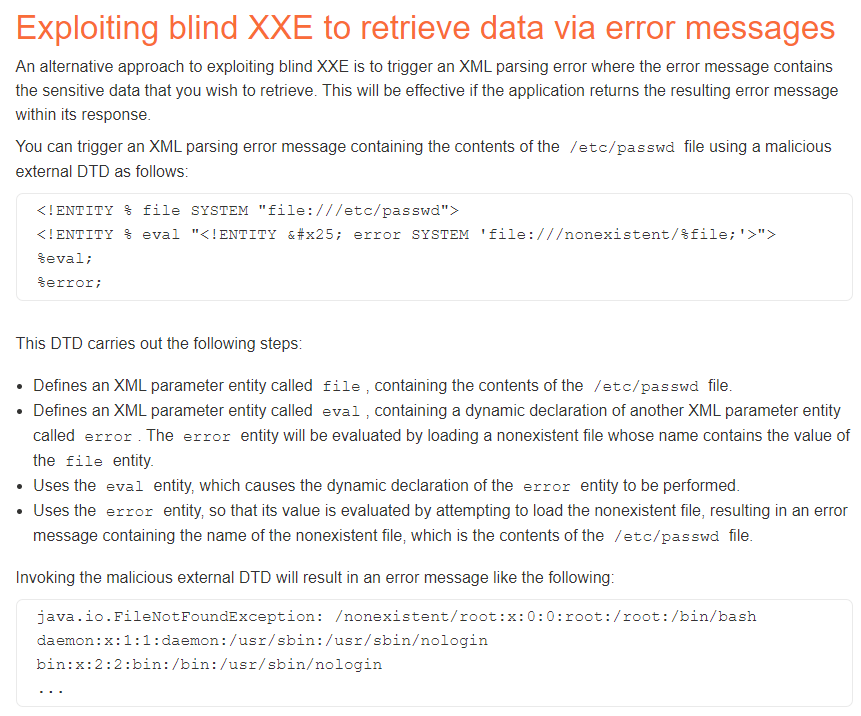 Exploiting blind XXE to retrieve data via error messages
An alternative approach to exploiting blind XXE is to trigger an XML parsing error where the error message contains
the sensitive data that you wish to retrieve. This will be effective if the application returns the resulting error message
within its response.
You can trigger an XML parsing error message containing the contents of the /etc/passwd file using a malicious
external DTD as follows:
<!ENTITY % file SYSTEM "file:///etc/passwd">
<!ENTITY % eval "<!ENTITY &#x25; error SYSTEM 'file:///nonexistent/%file;'>">
%eval;
%error;
This DTD carries out the following steps:
• Defines an XML parameter entity called file , containing the contents of the /etc/passwd file.
• Defines an XML parameter entity called eval , containing a dynamic declaration of another XML parameter entity
called error . The error entity will be evaluated by loading a nonexistent file whose name contains the value of
the file entity.
• Uses the eval entity, which causes the dynamic declaration of the error entity to be performed.
• Uses the error entity, so that its value is evaluated by attempting to load the nonexistent file, resulting in an error
message containing the name of the nonexistent file, which is the contents of the /etc/passwd file.
Invoking the malicious external DTD will result in an error message like the following:
java.io.FileNotFoundException: /nonexistent/root:x:0:0:root:/root:/bin/bash
daemon:x:1:1:daemon:/usr/sbin:/usr/sbin/nologin
bin:x:2:2:bin:/bin:/usr/sbin/nologin
...